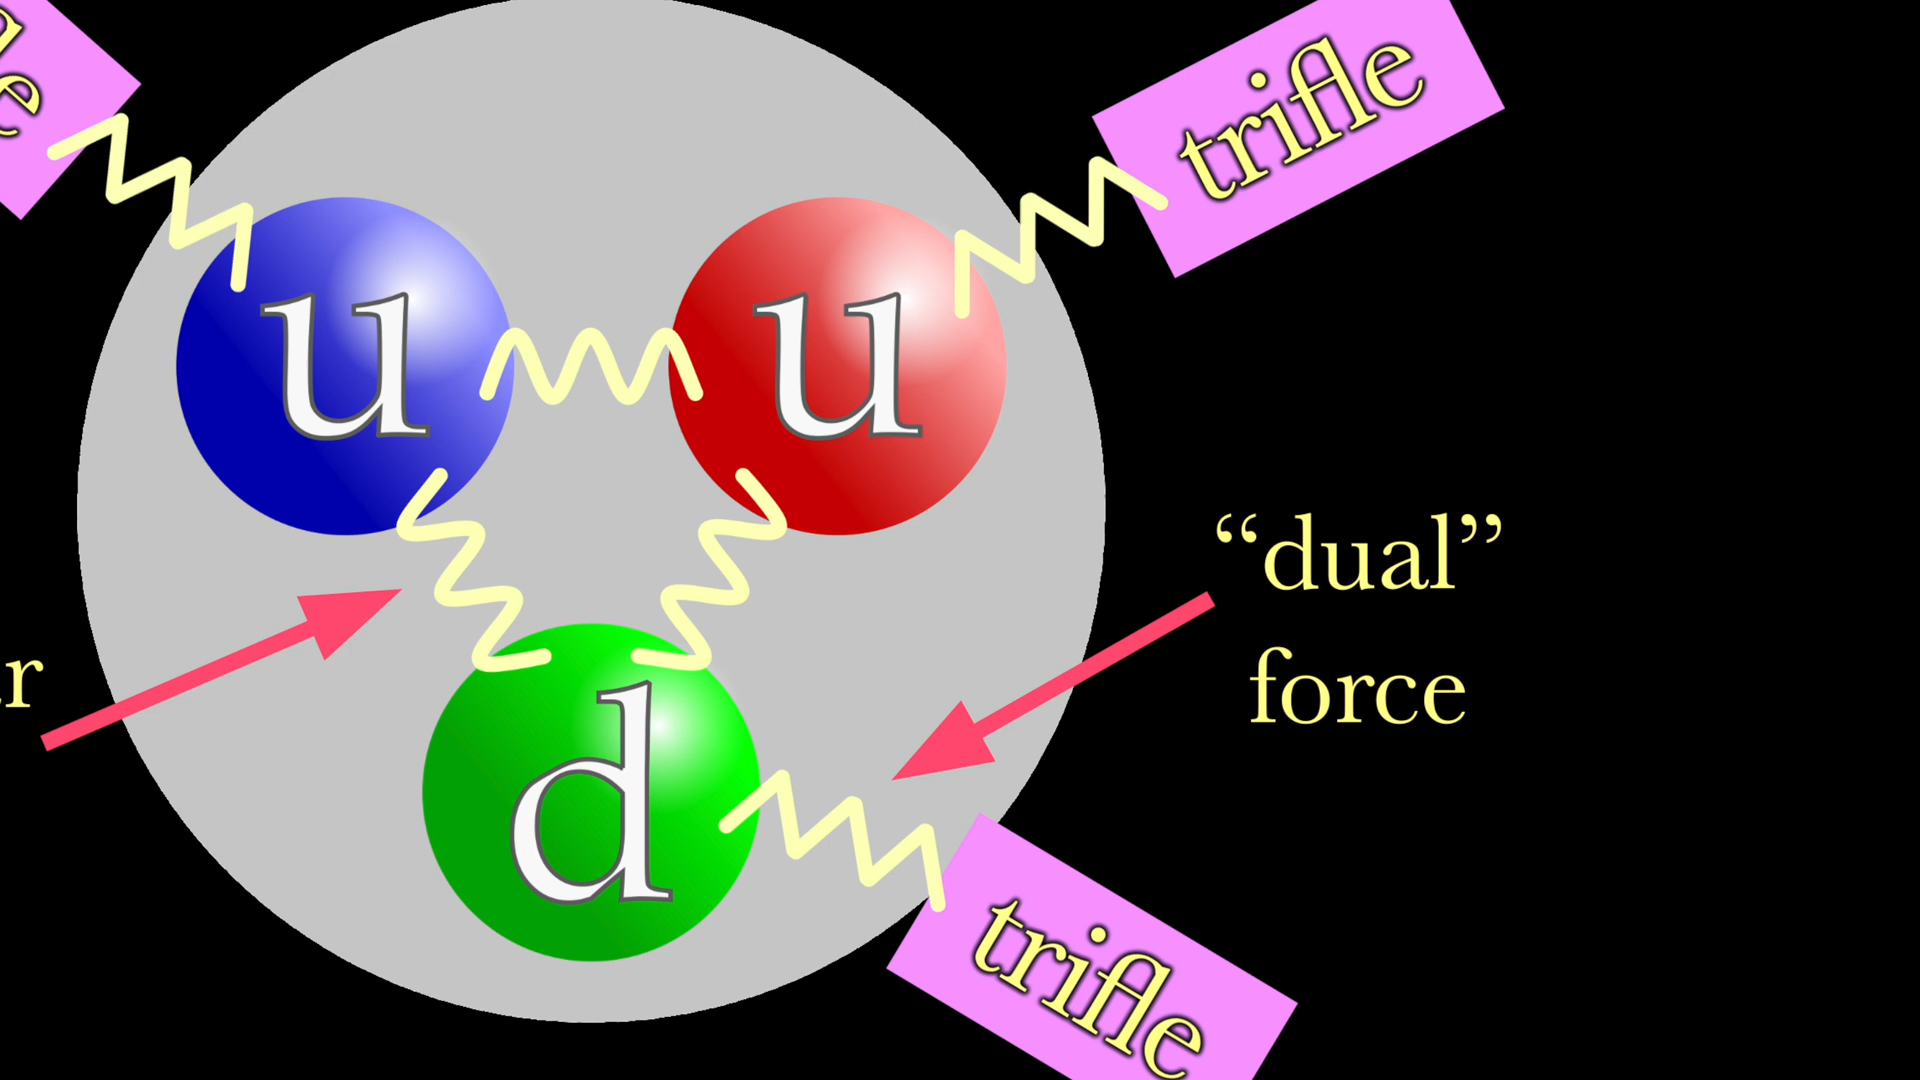 trifle
u
u
“dual”
force
d
trifle